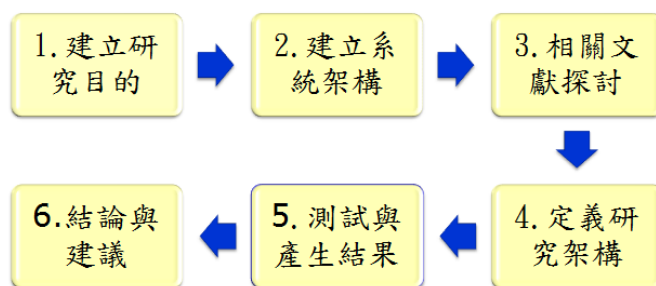 1.建立研
究目的
2.建立系
統架構
3.相關文
獻探討
4.定義研
究架構
5.測試與
產生結果
6.結論與
建議